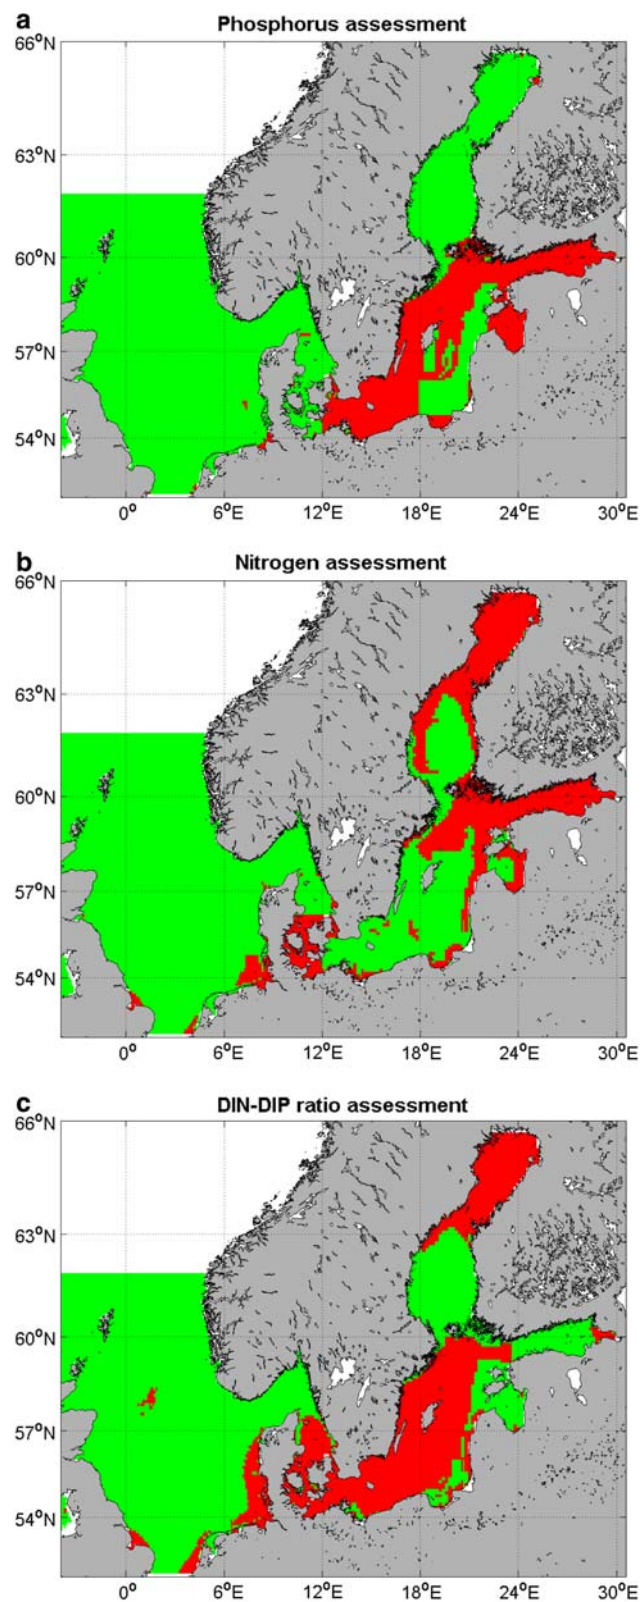 a
Phosphorus assessment
66°N
63°N
60°N
57°N
54°N
0° 6°E 12°E 18°E 24°E 30°E
b
Nitrogen assessment
66°N
63°N
60°N
57°N
54°N
0° 6°E 12°E 18°E 24°E 30°E
c
DIN-DIP ratio assessment
66°N
63°N
60°N
57°N
54°N
0° 6°E 12°E 18°E 24°E 30°E